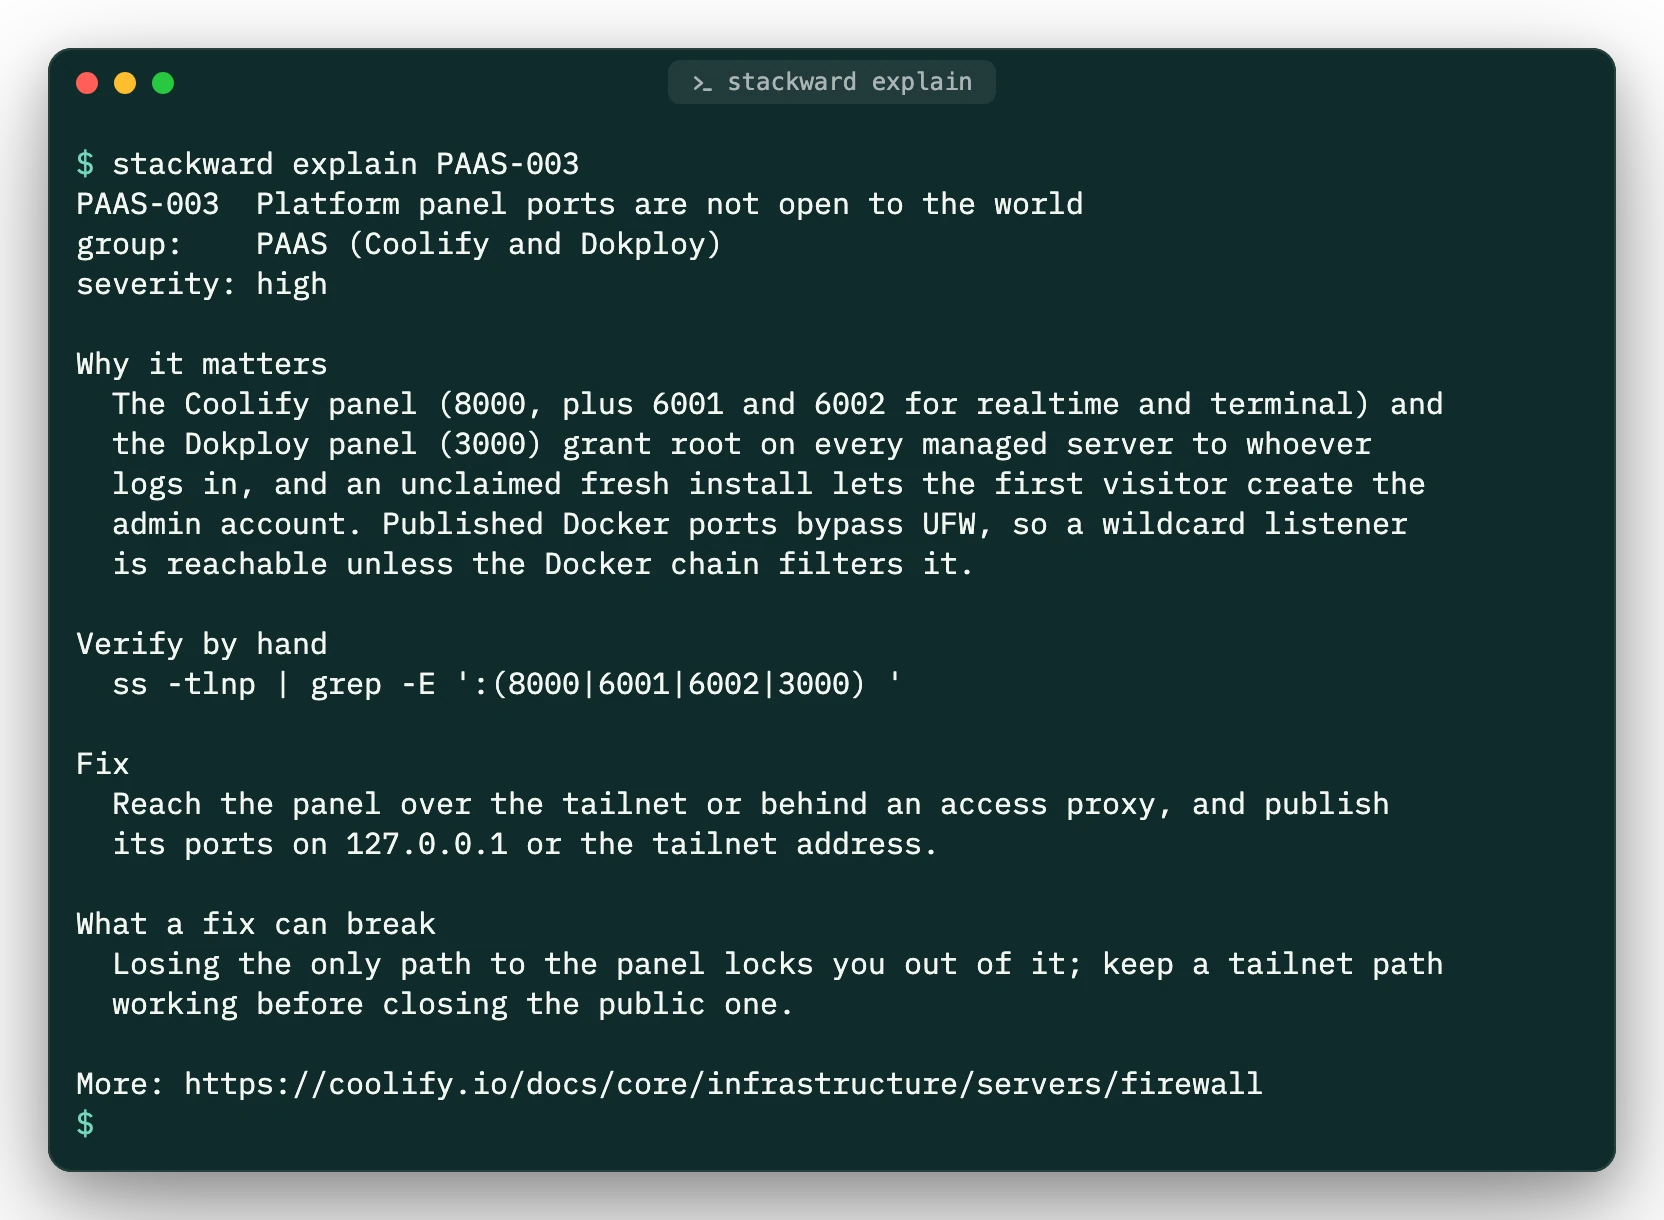 >_ stackward explain
$ stackward explain PAAS-003
PAAS-003  Platform panel ports are not open to the world
group:    PAAS (Coolify and Dokploy)
severity: high

Why it matters
  The Coolify panel (8000, plus 6001 and 6002 for realtime and terminal) and
  the Dokploy panel (3000) grant root on every managed server to whoever
  logs in, and an unclaimed fresh install lets the first visitor create the
  admin account. Published Docker ports bypass UFW, so a wildcard listener
  is reachable unless the Docker chain filters it.

Verify by hand
  ss -tlnp | grep -E ':(8000|6001|6002|3000) '

Fix
  Reach the panel over the tailnet or behind an access proxy, and publish
  its ports on 127.0.0.1 or the tailnet address.

What a fix can break
  Losing the only path to the panel locks you out of it; keep a tailnet path
  working before closing the public one.

More: https://coolify.io/docs/core/infrastructure/servers/firewall
$